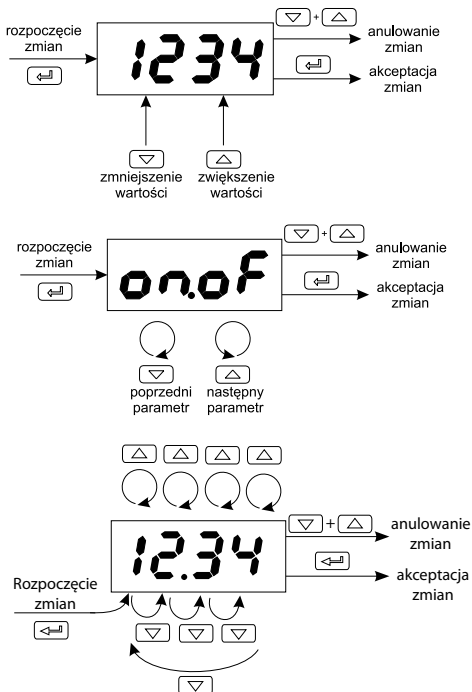 rozpoczęcie
zmian
1234
+
anulowanie
zmian
akceptacja
zmian
zmniejszenie
wartości
zwiększenie
wartości
rozpoczęcie
zmian
on.oF
+
anulowanie
zmian
akceptacja
zmian
poprzedni
parametr
następny
parametr
12.34
+
anulowanie
zmian
Rozpoczęcie
zmian
akceptacja
zmian